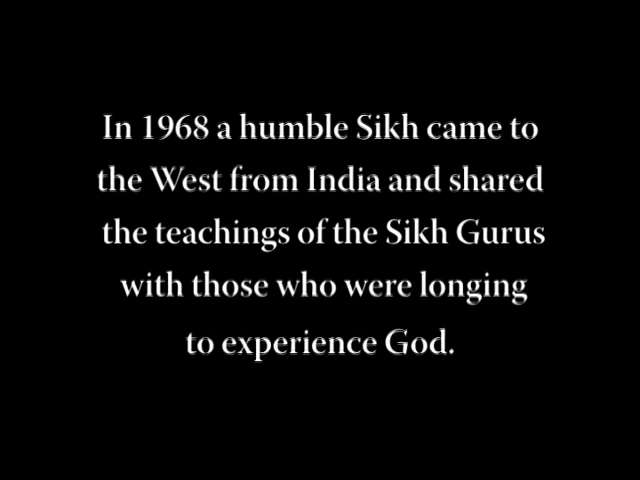 In 1968 a humble Sikh came to
the West from India and shared
the teachings of the Sikh Gurus
with those who were longing
to experience God.